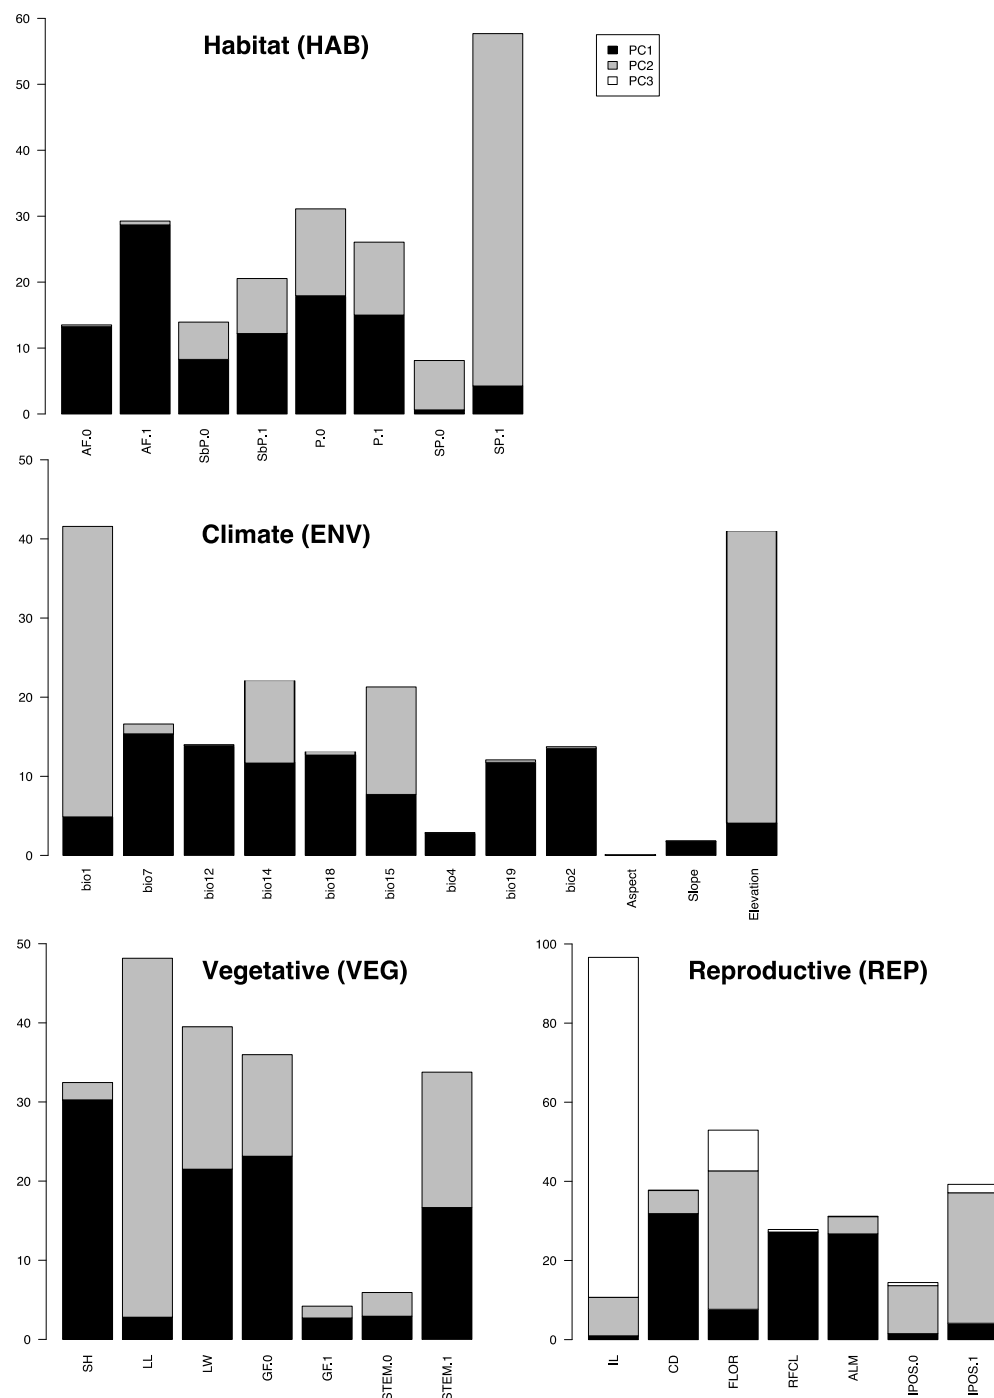 Habitat (HAB)
PC1
PC2
PC3
60
50
40
30
20
10
0
AF.0
AF.1
SbP.0
SbP.1
P.0
P.1
SP.0
SP.1
Climate (ENV)
50
40
30
20
10
0
bio1
bio7
bio12
bio14
bio18
bio15
bio4
bio19
bio2
Aspect
Slope
Elevation
Vegetative (VEG)
50
40
30
20
10
0
SH
LL
LW
GF.0
GF.1
STEM.0
STEM.1
Reproductive (REP)
100
80
60
40
20
0
IL
CD
FLOR
RFCL
ALM
IPOS.0
IPOS.1